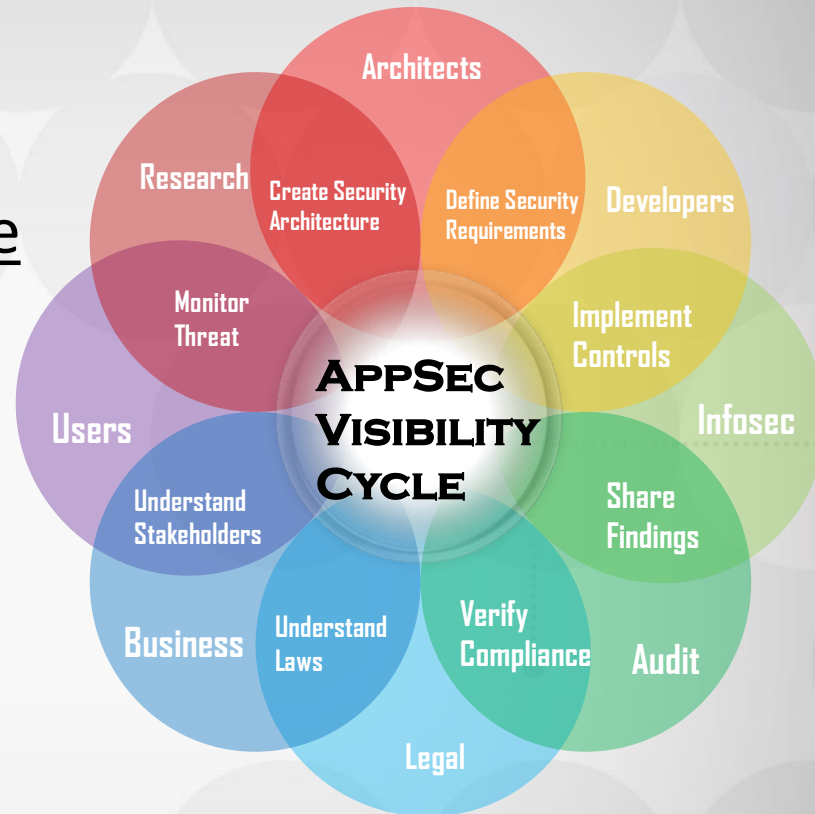 Architects
Research
Create Security
Architecture
Define Security
Requirements
Developers
e
Monitor
Threat
Implement
Controls
AppSec
Visibility
Cycle
Users
Infosec
Understand
Stakeholders
Share
Findings
Business
Understand
Laws
Verify
Compliance
Audit
Legal